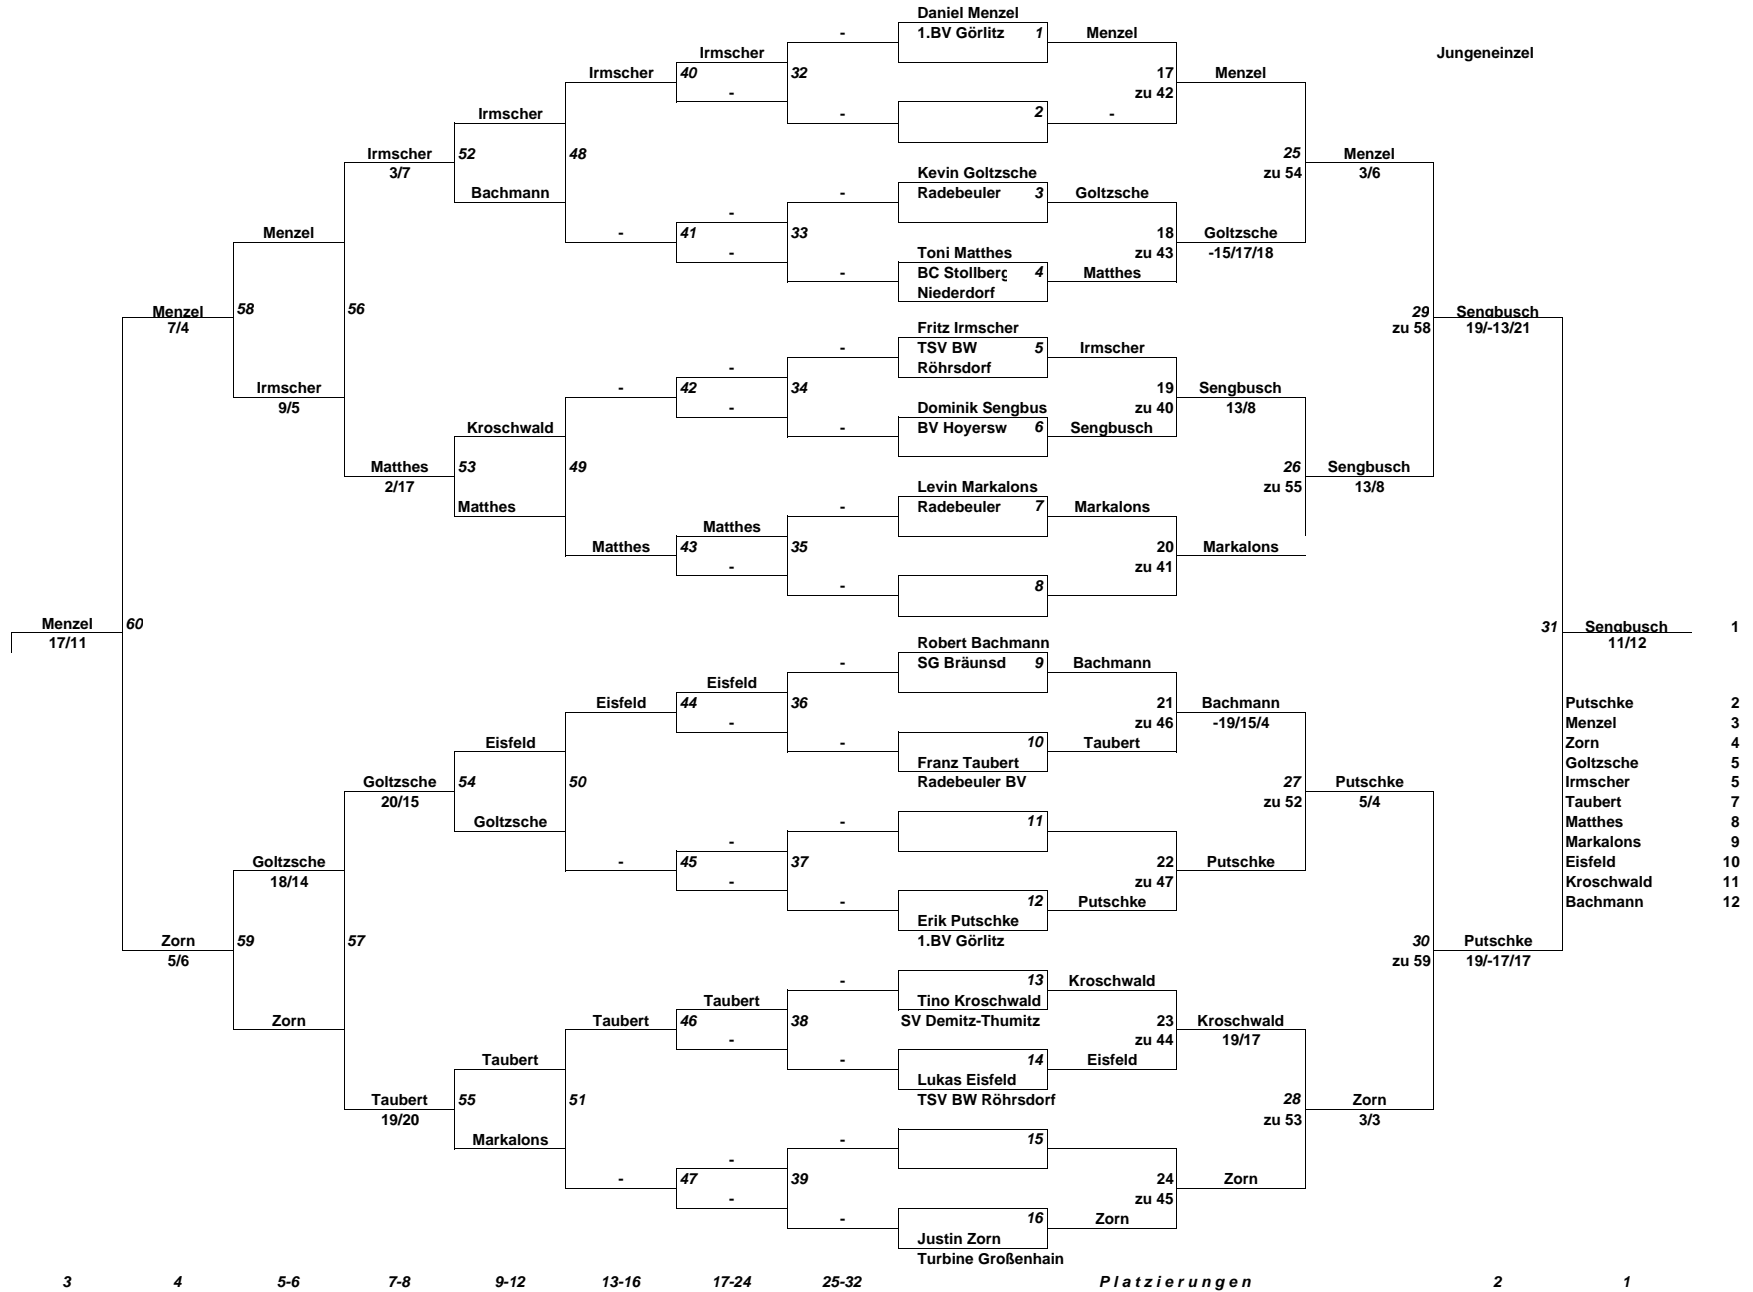 Daniel Menzel
- 1.BV Görlitz 1 Menzel
Irmscher Jungeneinzel
Irmscher 40 32 17 Menzel
- zu 42
Irmscher - 2 -
Irmscher 52 48 25 Menzel
3/7 Kevin Goltzsche zu 54 3/6
Bachmann - Radebeuler 3 Goltzsche
-
Menzel - 41 33 18 Goltzsche
- Toni Matthes zu 43 -15/17/18
- BC Stollberg 4 Matthes
Niederdorf
Menzel 58 56 29 Sengbusch
7/4 Fritz Irmscher zu 58 19/-13/21
- TSV BW 5 Irmscher
- Röhrsdorf
Irmscher - 42 34 19 Sengbusch
9/5 - Dominik Sengbus zu 40 13/8
Kroschwald - BV Hoyersw 6 Sengbusch
Matthes 53 49 26 Sengbusch
2/17 Levin Markalons zu 55 13/8
Matthes - Radebeuler 7 Markalons
Matthes
Matthes 43 35 20 Markalons
- zu 41
- 8
Menzel 60 31 Sengbusch 1
17/11 Robert Bachmann 11/12
- SG Bräunsd 9 Bachmann
Eisfeld
Eisfeld 44 36 21 Bachmann Putschke 2
- zu 46 -19/15/4 Menzel 3
Eisfeld - 10 Taubert Zorn 4
Franz Taubert Goltzsche 5
Goltzsche 54 50 Radebeuler BV 27 Putschke Irmscher 5
20/15 zu 52 5/4 Taubert 7
Goltzsche - 11 Matthes 8
- Markalons 9
Goltzsche - 45 37 22 Putschke Eisfeld 10
18/14 - zu 47 Kroschwald 11
- 12 Putschke Bachmann 12
Erik Putschke
Zorn 59 57 1.BV Görlitz 30 Putschke
5/6 zu 59 19/-17/17
- 13 Kroschwald
Taubert Tino Kroschwald
Zorn Taubert 46 38 SV Demitz-Thumitz 23 Kroschwald
- zu 44 19/17
Taubert - 14 Eisfeld
Lukas Eisfeld
Taubert 55 51 TSV BW Röhrsdorf 28 Zorn
19/20 zu 53 3/3
Markalons - 15
-
- 47 39 24 Zorn
- zu 45
- 16 Zorn
Justin Zorn
Turbine Großenhain
3 4 5-6 7-8 9-12 13-16 17-24 25-32 Platzierungen 2 1